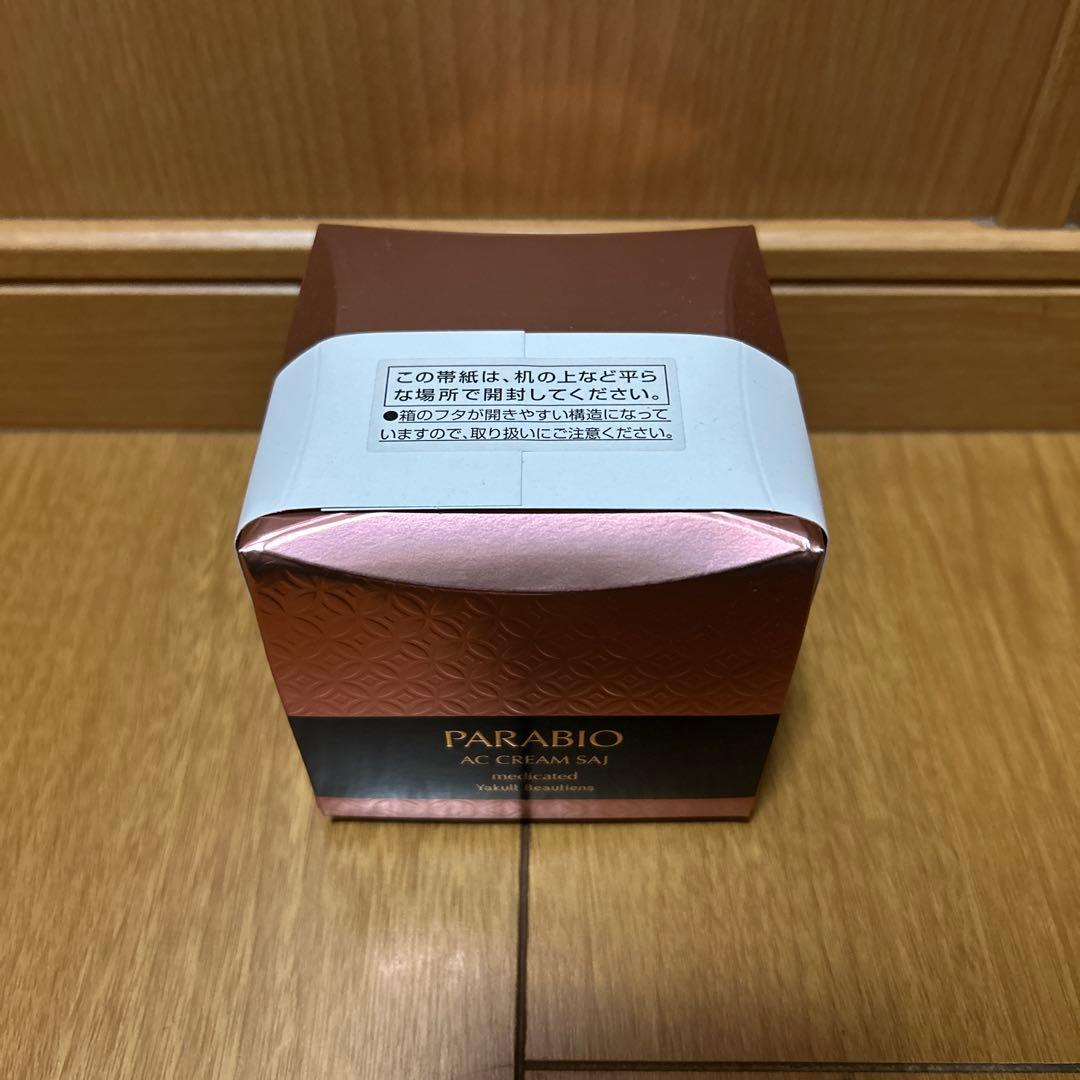 この帯紙は、机の上など平ら
な場所で開封してください。
●箱のフタが開きやすい構造になって
いますので、取り扱いにご注意ください。
PARABIO
AC CREAM SAJ
medicated
Yakult Beautiens